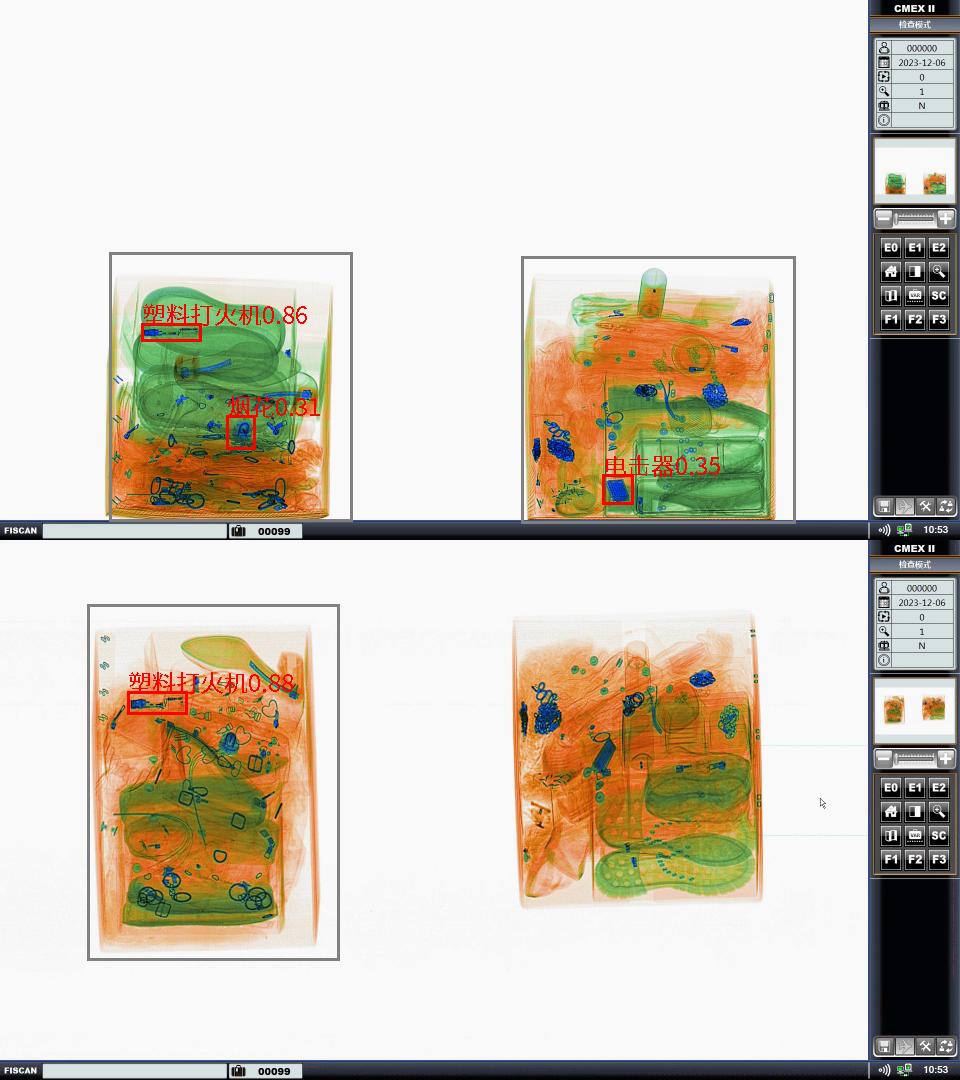 CMEX II
检查模式
000000
2023-12-06
0
1
N
E0 E1 E2
VAR SC
F1 F2 F3
塑料打火机0.86
烟花0.31
电击器0.35
FISCAN 00099 10:53
CMEX II
检查模式
000000
2023-12-06
0
1
N
E0 E1 E2
VAR SC
F1 F2 F3
塑料打火机0.88
FISCAN 00099 10:53